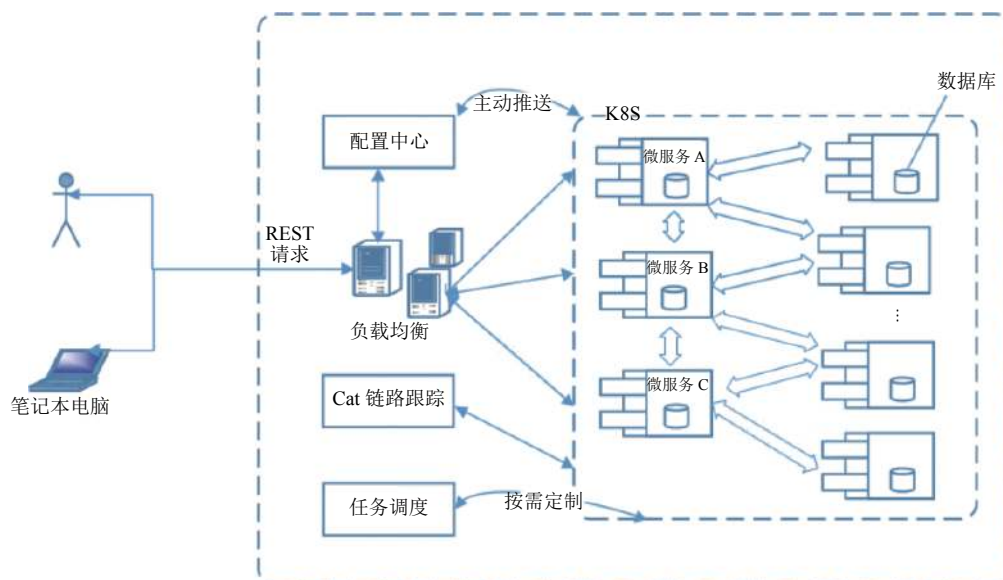 数据库
主动推送
K8S
配置中心
微服务 A
REST
请求
微服务 B
⋮
负载均衡
微服务 C
Cat 链路跟踪
笔记本电脑
任务调度
按需定制